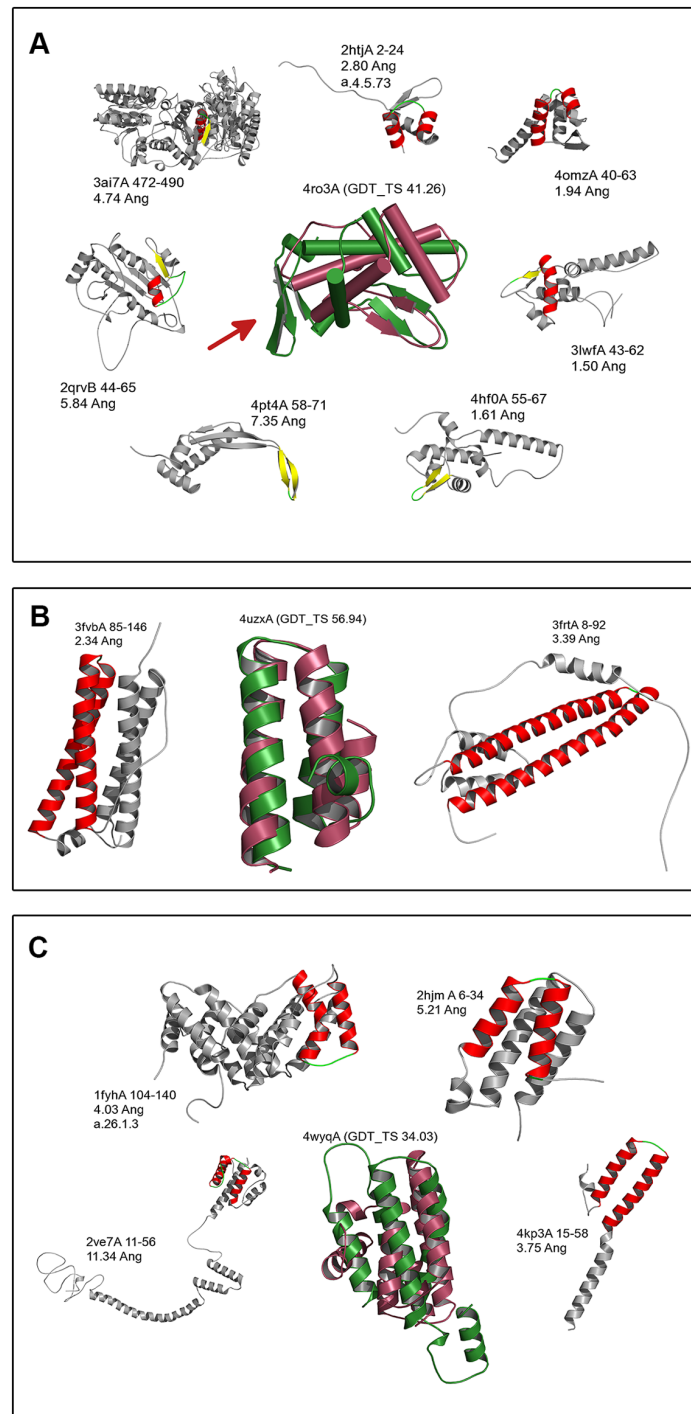 A
2htjA 2-24
2.80 Ang
a.4.5.73
3ai7A 472-490
4.74 Ang
4omzA 40-63
1.94 Ang
4ro3A (GDT_TS 41.26)
2qrvB 44-65
5.84 Ang
3lwfA 43-62
1.50 Ang
4pt4A 58-71
7.35 Ang
4hf0A 55-67
1.61 Ang
B
3fvbA 85-146
2.34 Ang
4uzxA (GDT_TS 56.94)
3frtA 8-92
3.39 Ang
C
2hjm A 6-34
5.21 Ang
1fyhA 104-140
4.03 Ang
a.26.1.3
4wyqA (GDT_TS 34.03)
2ve7A 11-56
11.34 Ang
4kp3A 15-58
3.75 Ang